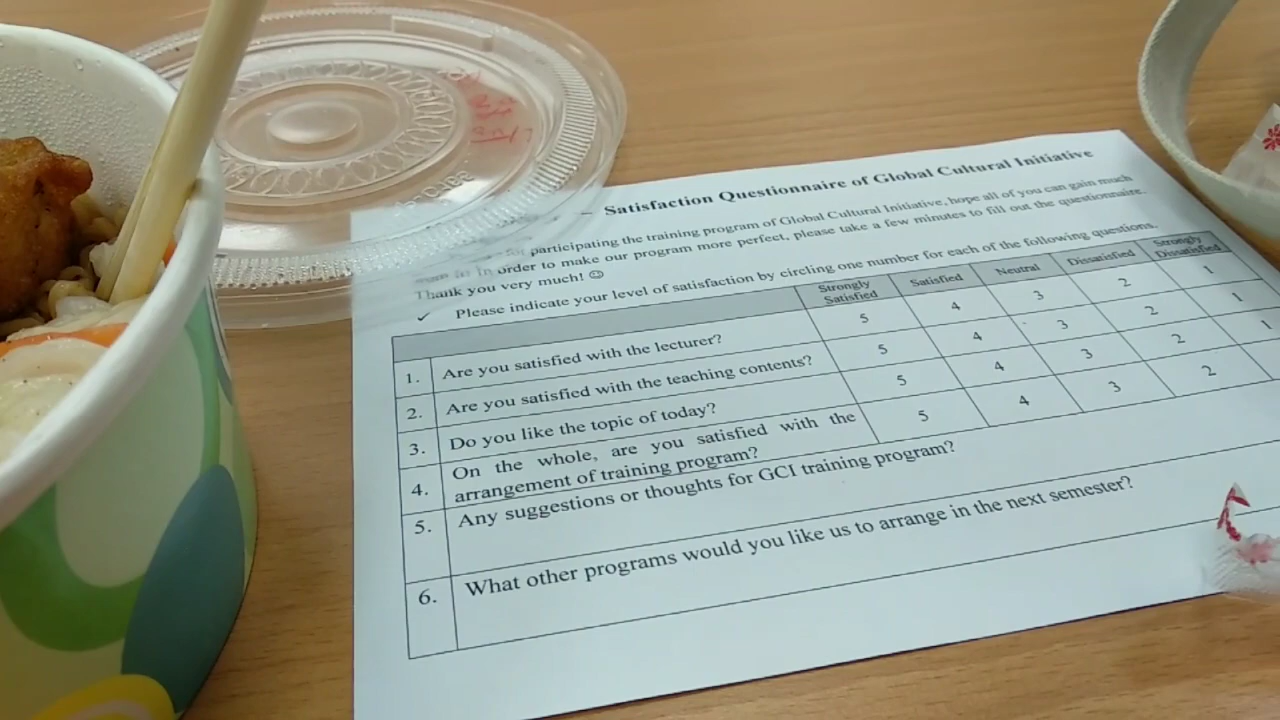 – Satisfaction Questionnaire of Global Cultural Initiative
for participating the training program of Global Cultural Initiative, hope all of you can gain much
from it. In order to make our program more perfect, please take a few minutes to fill out the questionnaire.
Thank you very much! ☺
✓ Please indicate your level of satisfaction by circling one number for each of the following questions.
Strongly Satisfied Satisfied Neutral Dissatisfied Strongly Dissatisfied
1. Are you satisfied with the lecturer? 5 4 3 2 1
2. Are you satisfied with the teaching contents? 5 4 3 2 1
3. Do you like the topic of today? 5 4 3 2 1
4. On the whole, are you satisfied with the 5 4 3 2
arrangement of training program?
5. Any suggestions or thoughts for GCI training program?
6. What other programs would you like us to arrange in the next semester?